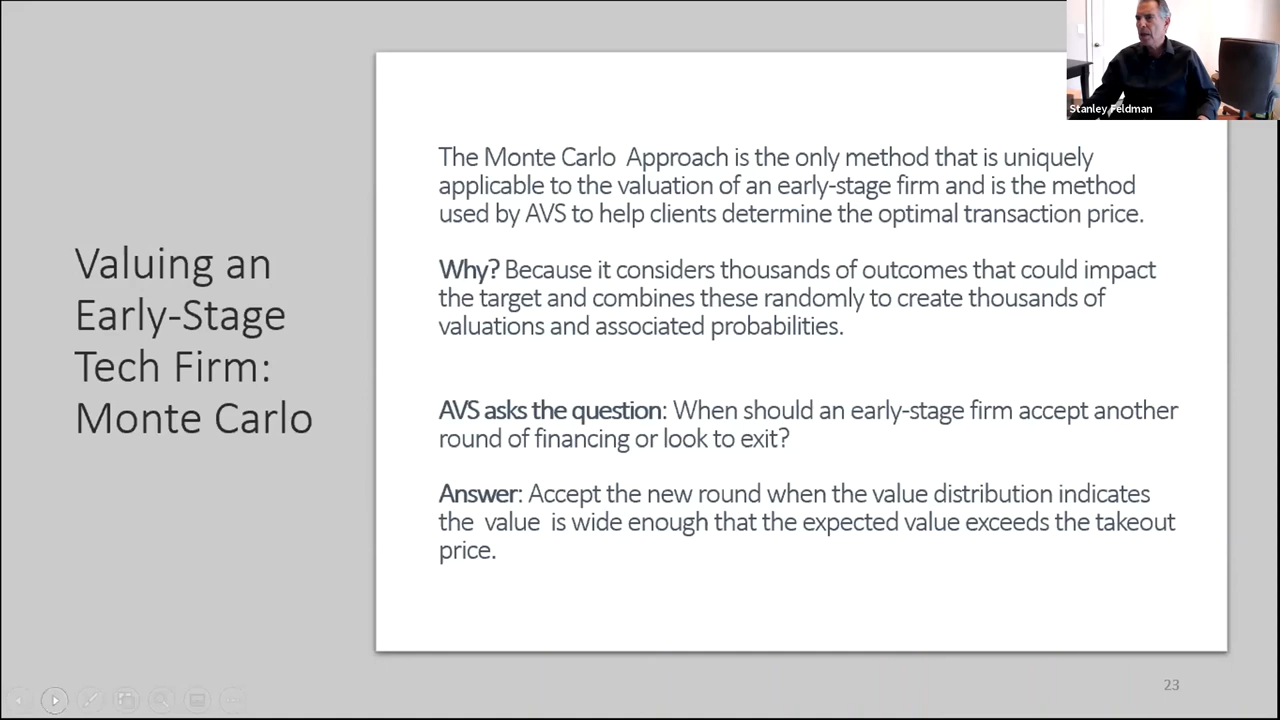 Stanley Feldman
Valuing an
Early-Stage
Tech Firm:
Monte Carlo
The Monte Carlo  Approach is the only method that is uniquely
applicable to the valuation of an early-stage firm and is the method
used by AVS to help clients determine the optimal transaction price.
Why? Because it considers thousands of outcomes that could impact
the target and combines these randomly to create thousands of
valuations and associated probabilities.
AVS asks the question: When should an early-stage firm accept another
round of financing or look to exit?
Answer: Accept the new round when the value distribution indicates
the  value  is wide enough that the expected value exceeds the takeout
price.
23